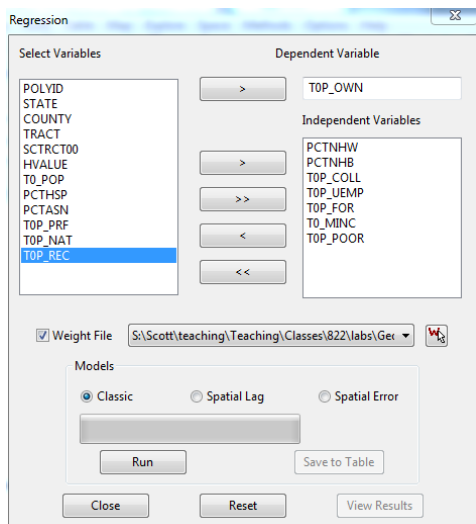 Regression
X
Select Variables
Dependent Variable
POLYID
STATE
COUNTY
TRACT
SCTRCT00
HVALUE
T0_POP
PCTHSP
PCTASN
T0P_PRF
T0P_NAT
T0P_REC
>
T0P_OWN
Independent Variables
>
>>
<
<<
PCTNHW
PCTNHB
T0P_COLL
T0P_UEMP
T0P_FOR
T0_MINC
T0P_POOR
Weight File
S:\Scott\teaching\Teaching\Classes\822\labs\Geo
W
Models
Classic
Spatial Lag
Spatial Error
Run
Save to Table
Close
Reset
View Results